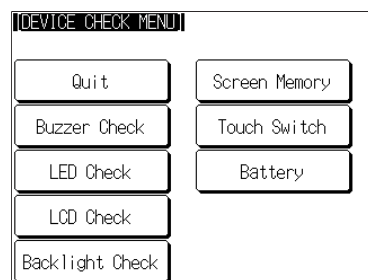 [DEVICE CHECK MENU]
Quit
Screen Memory
Buzzer Check
Touch Switch
LED Check
Battery
LCD Check
Backlight Check